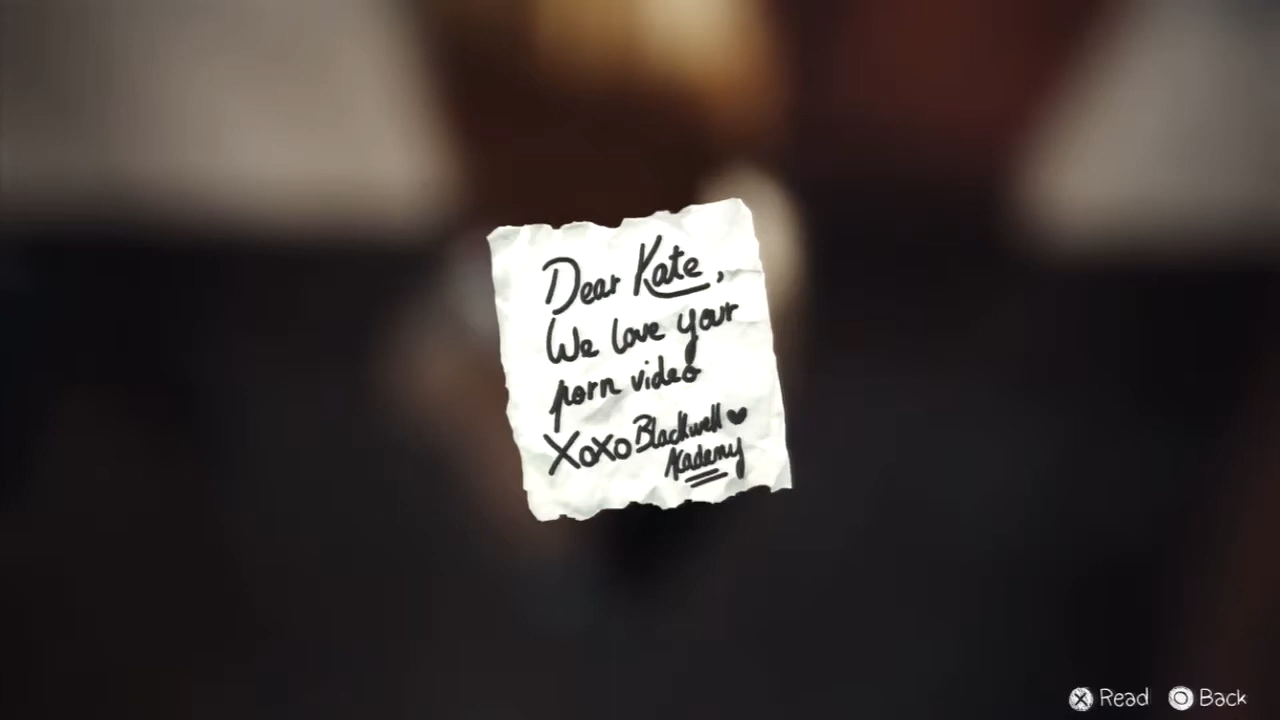 Dear Kate,
We love your
porn video
XoXo Blackwell
Academy
Read Back